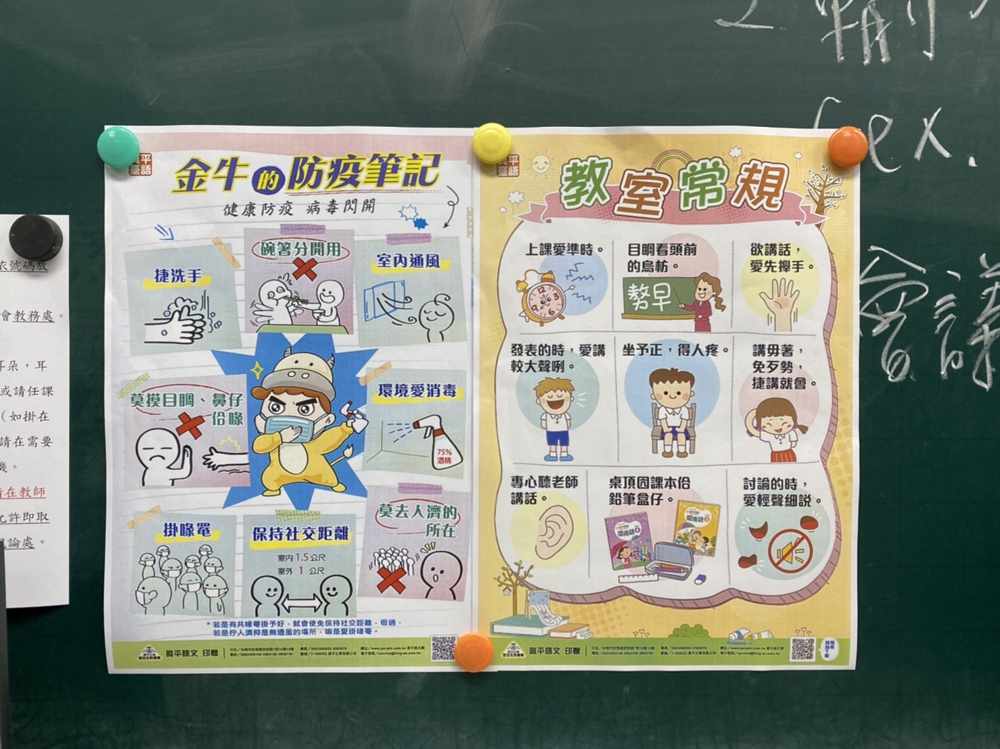 依號碼放
會教務處。
耳朵，耳
或請任課
（如掛在
請在需要
機。
請在教師
允許即取
訓論處。
真平
臺語
金牛的防疫筆記
健康防疫 病毒閃開
捷洗手
碗箸分開用
室內通風
莫摸目睭、鼻仔
佮喙
環境愛消毒
75%
酒精
掛喙罨
保持社交距離
室內 1.5 公尺
室外 1 公尺
莫去人濟的
所在
*若是有共喙罨掛予好，就會使免保持社交距離，毋過，
若是佇人濟抑是無通風的場所，嘛是愛掛喙罨。
真平語文 印贈
真平
臺語
教室常規
上課愛準時。
目睭看頭前
的烏枋。
𠢕早
欲講話，
愛先攑手。
發表的時，愛講
較大聲咧。
坐予正，得人疼。
講毋著，
免歹勢，
捷講就會。
專心聽老師
講話。
桌頂囥課本佮
鉛筆盒仔。
閩南語
閩南語
討論的時，
愛輕聲細說。
真平語文 印贈
ex.
會議